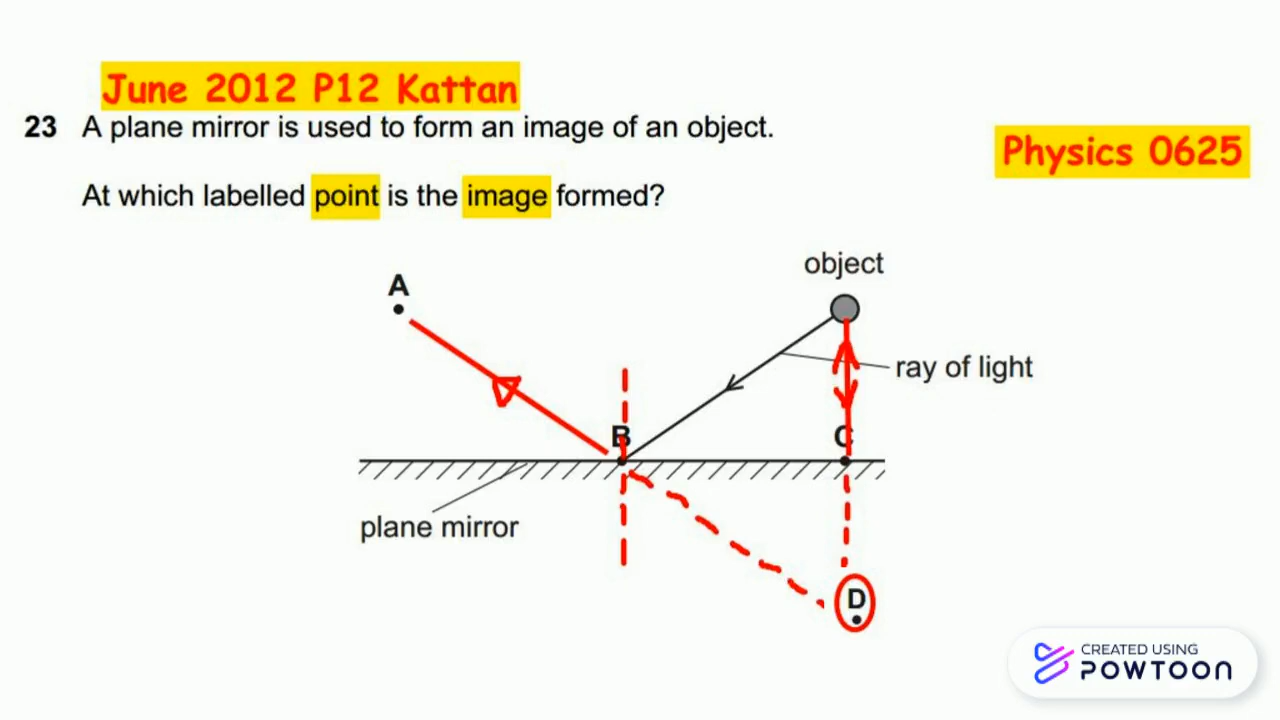 June 2012 P12 Kattan
23 A plane mirror is used to form an image of an object.
Physics 0625
At which labelled point is the image formed?
object
A
ray of light
B
C
plane mirror
D
CREATED USING
POWTOON